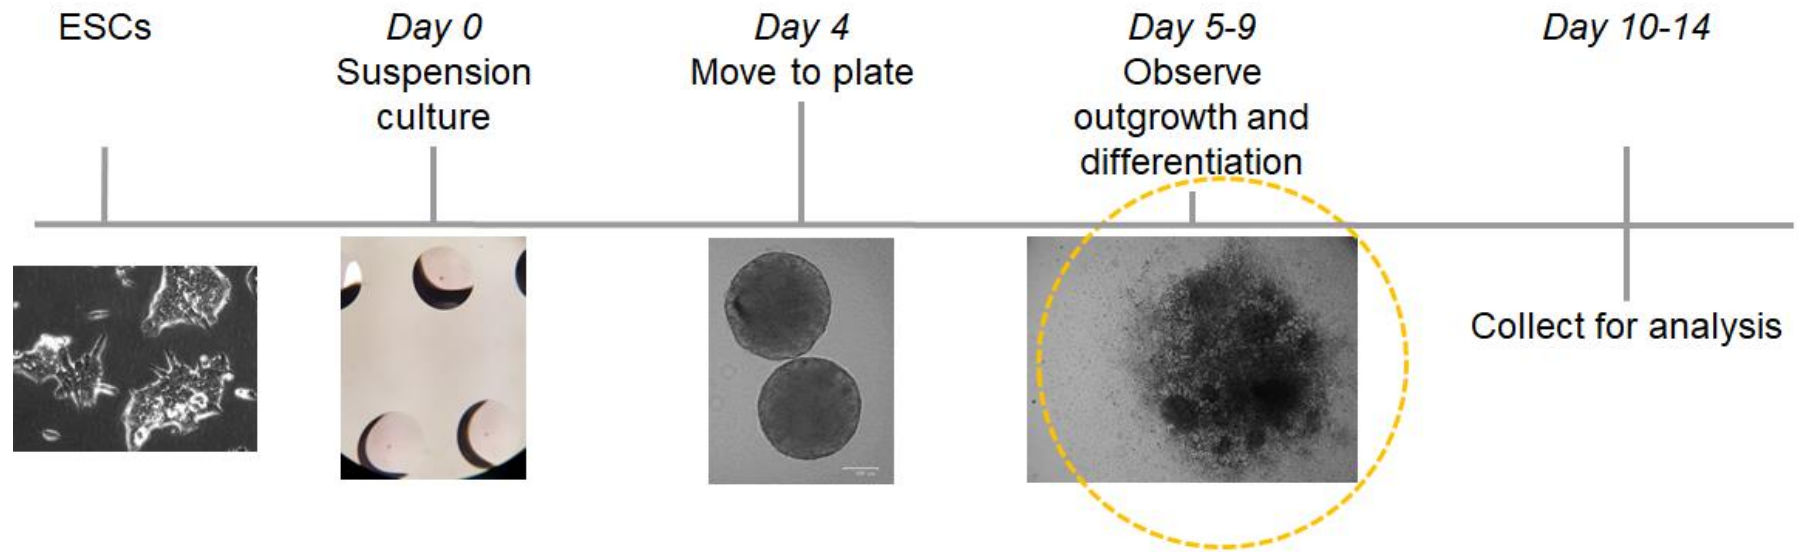 ESCs
Day 0
Suspension
culture
Day 4
Move to plate
Day 5-9
Observe
outgrowth and
differentiation
Day 10-14
Collect for analysis